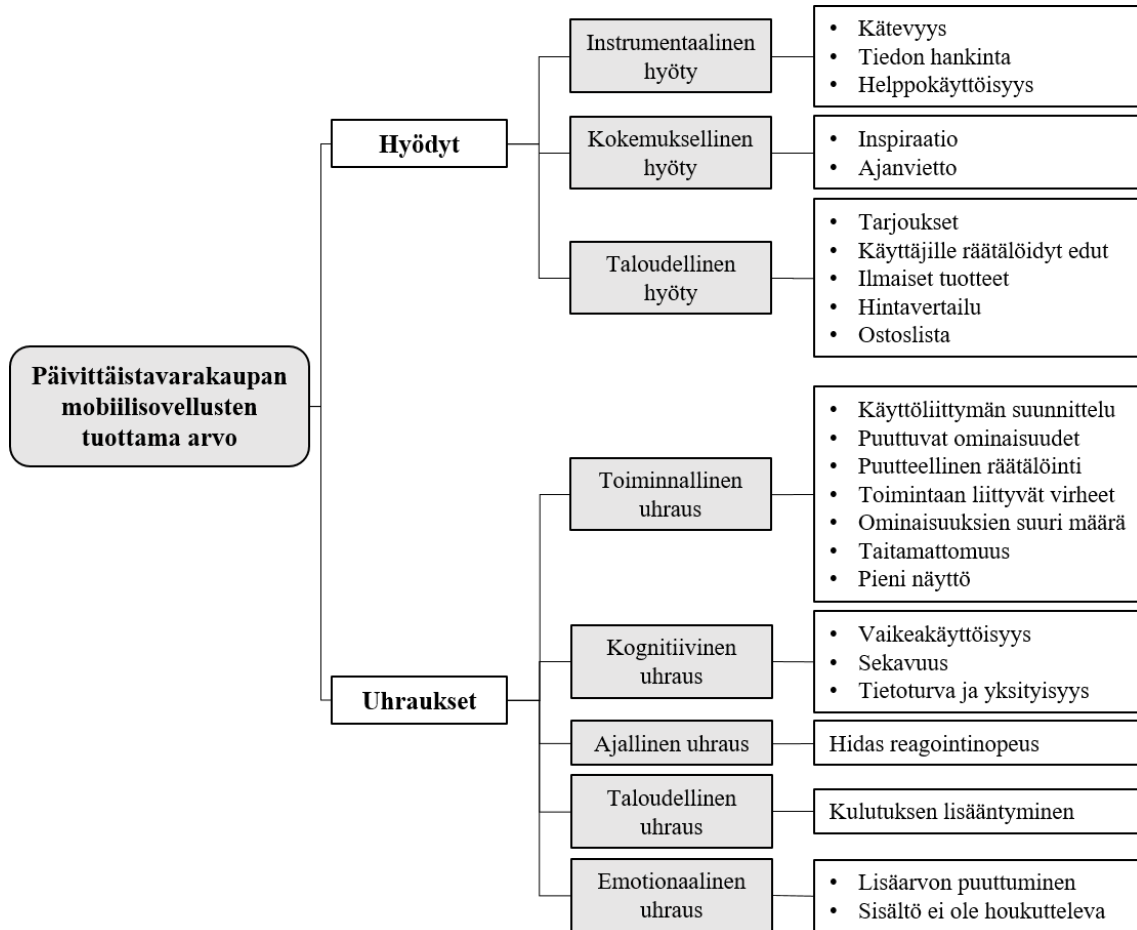 Päivittäistavarakaupan
mobiilisovellusten
tuottama arvo
Hyödyt
Instrumentaalinen
hyöty
• Kätevyys
• Tiedon hankinta
• Helppokäyttöisyys
Kokemuksellinen
hyöty
• Inspiraatio
• Ajanvietto
Taloudellinen
hyöty
• Tarjoukset
• Käyttäjille räätälöidyt edut
• Ilmaiset tuotteet
• Hintavertailu
• Ostoslista
Uhraukset
Toiminnallinen
uhraus
• Käyttöliittymän suunnittelu
• Puuttuvat ominaisuudet
• Puutteellinen räätälöinti
• Toimintaan liittyvät virheet
• Ominaisuuksien suuri määrä
• Taitamattomuus
• Pieni näyttö
Kognitiivinen
uhraus
• Vaikeakäyttöisyys
• Sekavuus
• Tietoturva ja yksityisyys
Ajallinen uhraus
Hidas reagointinopeus
Taloudellinen
uhraus
Kulutuksen lisääntyminen
Emotionaalinen
uhraus
• Lisäarvon puuttuminen
• Sisältö ei ole houkutteleva